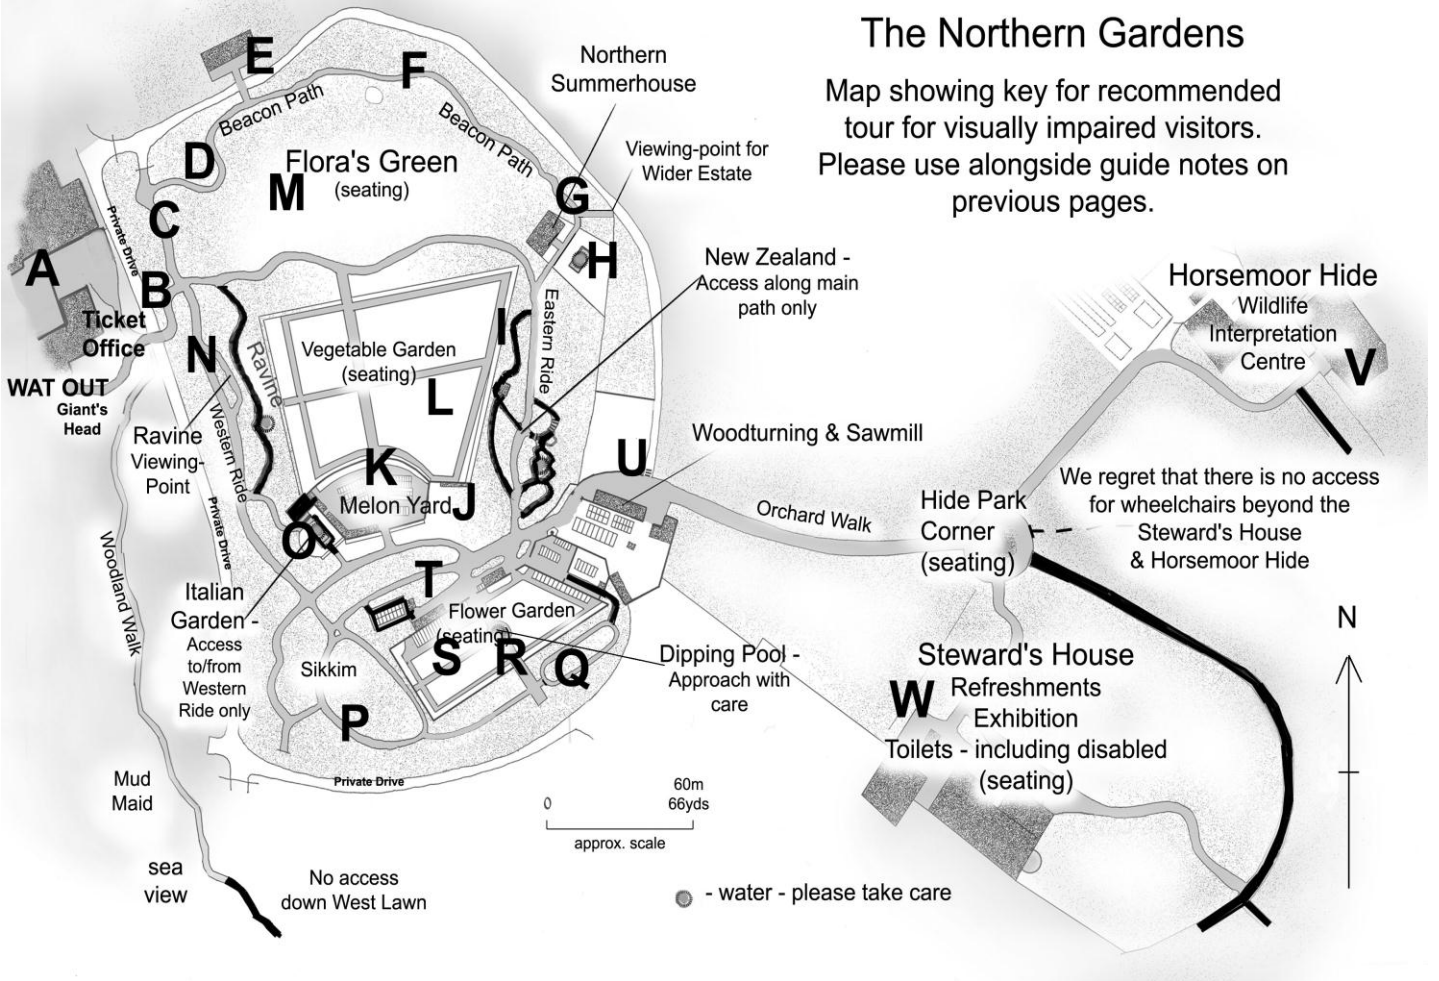 The Northern Gardens
Map showing key for recommended
tour for visually impaired visitors.
Please use alongside guide notes on
previous pages.
E
F
Northern
Summerhouse
Beacon Path
Beacon Path
D
Flora's Green
(seating)
M
Viewing-point for
Wider Estate
G
C
Private Drive
A
B
H
New Zealand -
Access along main
path only
Horsemoor Hide
Wildlife
Interpretation
Centre
V
Ticket
Office
WAT OUT
Giant's
Head
N
Ravine
Vegetable Garden
(seating)
L
I
Eastern Ride
Ravine
Viewing-
Point
Western Ride
Private Drive
K
Melon Yard
J
U
Woodturning & Sawmill
Orchard Walk
Hide Park
Corner
(seating)
We regret that there is no access
for wheelchairs beyond the
Steward's House
& Horsemoor Hide
O
Woodland Walk
Italian
Garden -
Access
to/from
Western
Ride only
T
Flower Garden
(seating)
Sikkim
S
R
Q
P
Dipping Pool -
Approach with
care
N
Steward's House
W
Refreshments
Exhibition
Toilets - including disabled
(seating)
Private Drive
Mud
Maid
sea
view
No access
down West Lawn
60m
0
66yds
approx. scale
- water - please take care